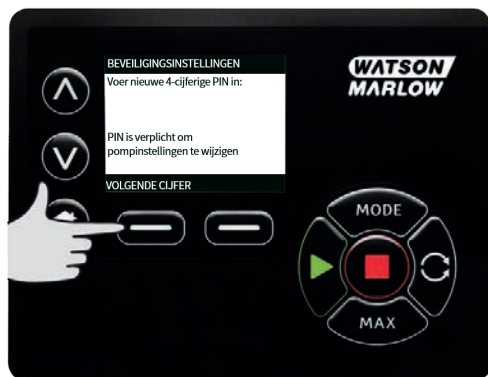 BEVEILIGINGSINSTELLINGEN
Voer nieuwe 4-cijferige PIN in:
PIN is verplicht om
pompinstellingen te wijzigen
VOLGENDE CIJFER
WATSON
MARLOW
MODE
MAX